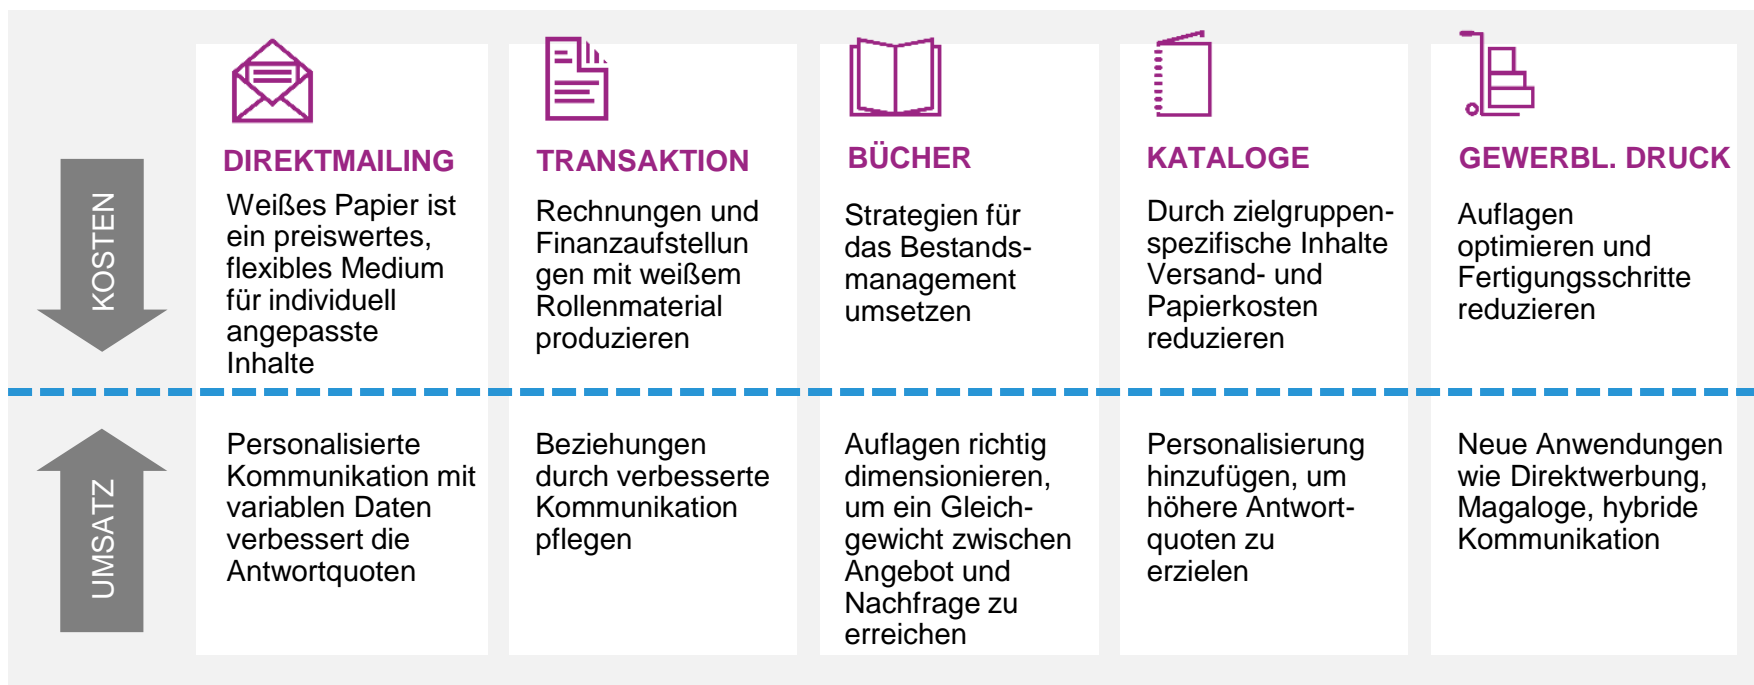 KOSTEN
UMSATZ
DIREKTMAILING
Weißes Papier ist
ein preiswertes,
flexibles Medium
für individuell
angepasste
Inhalte
Personalisierte
Kommunikation mit
variablen Daten
verbessert die
Antwortquoten
TRANSAKTION
Rechnungen und
Finanzaufstellun
gen mit weißem
Rollenmaterial
produzieren
Beziehungen
durch verbesserte
Kommunikation
pflegen
BÜCHER
Strategien für
das Bestands-
management
umsetzen
Auflagen richtig
dimensionieren,
um ein Gleich-
gewicht zwischen
Angebot und
Nachfrage zu
erreichen
KATALOGE
Durch zielgruppen-
spezifische Inhalte
Versand- und
Papierkosten
reduzieren
Personalisierung
hinzufügen, um
höhere Antwort-
quoten zu
erzielen
GEWERBL. DRUCK
Auflagen
optimieren und
Fertigungsschritte
reduzieren
Neue Anwendungen
wie Direktwerbung,
Magaloge, hybride
Kommunikation